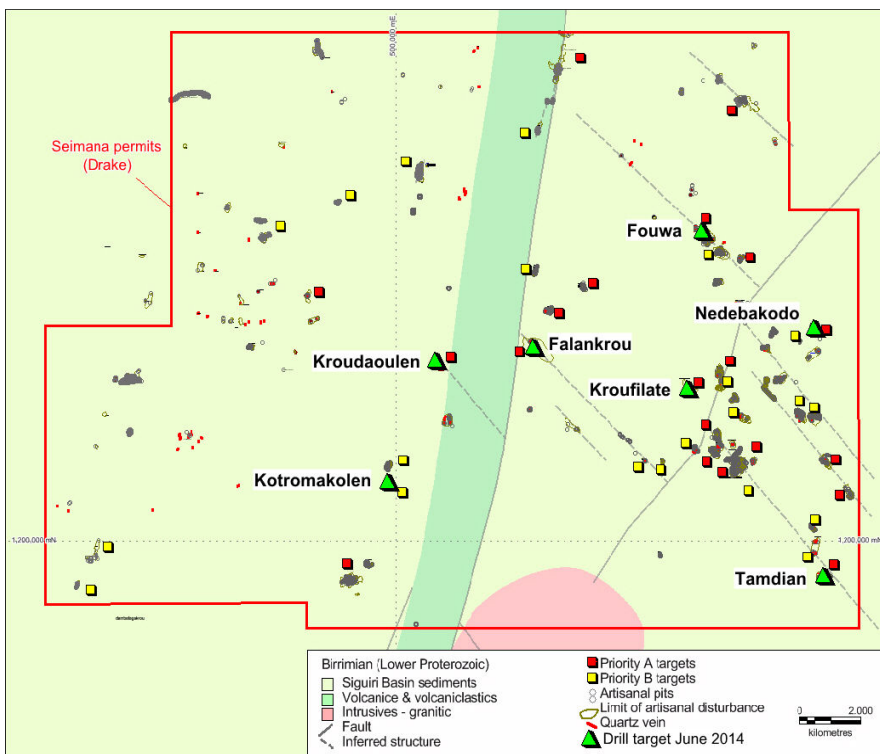 500,000 mE
Seimana permits
(Drake)
Fouwa
Nedebakodo
Falankrou
Kroudaoulen
Kroufilate
Kotromakolen
1,200,000 mN
1,200,000 mN
Tamdian
Birrimian (Lower Proterozoic)
Siguiri Basin sediments
Volcanice & volcaniclastics
Intrusives - granitic
Fault
Inferred structure
Priority A targets
Priority B targets
Artisanal pits
Limit of artisanal disturbance
Quartz vein
Drill target June 2014
0 2.000
kilometres